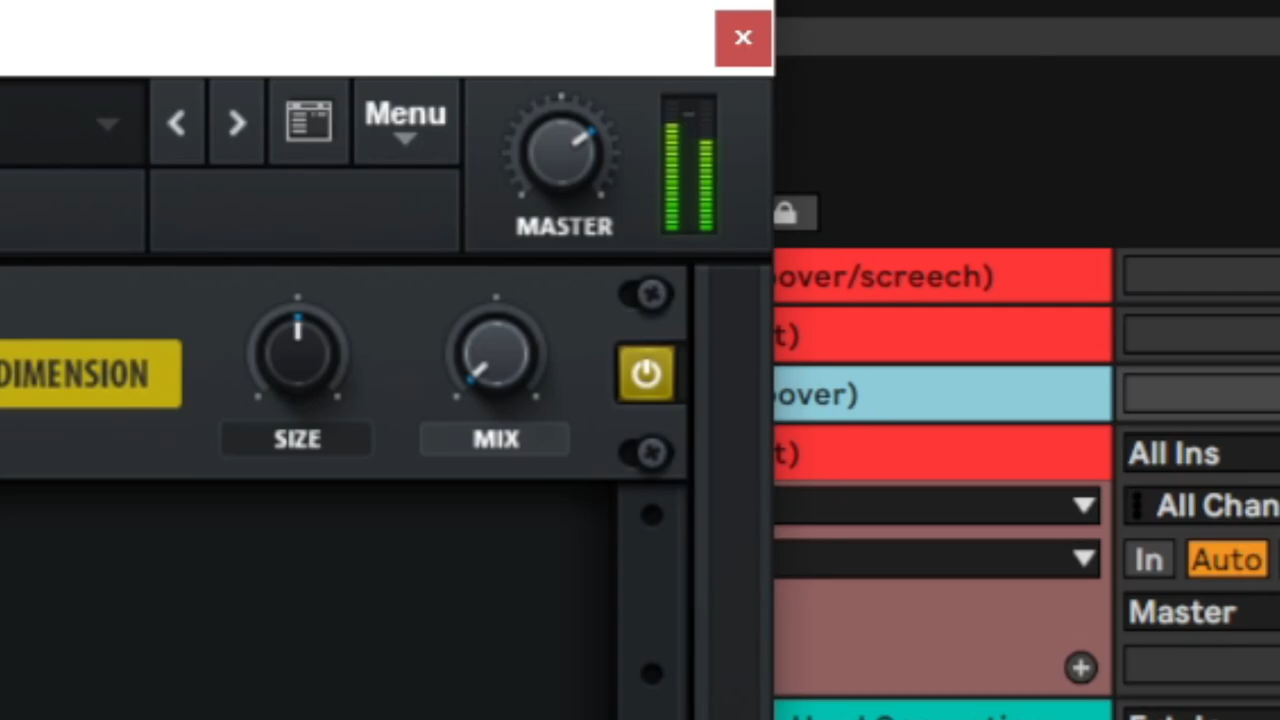 Menu
MASTER
over/screech)
t)
DIMENSION
over)
SIZE
MIX
t)
All Ins
All Chan
In
Auto
Master